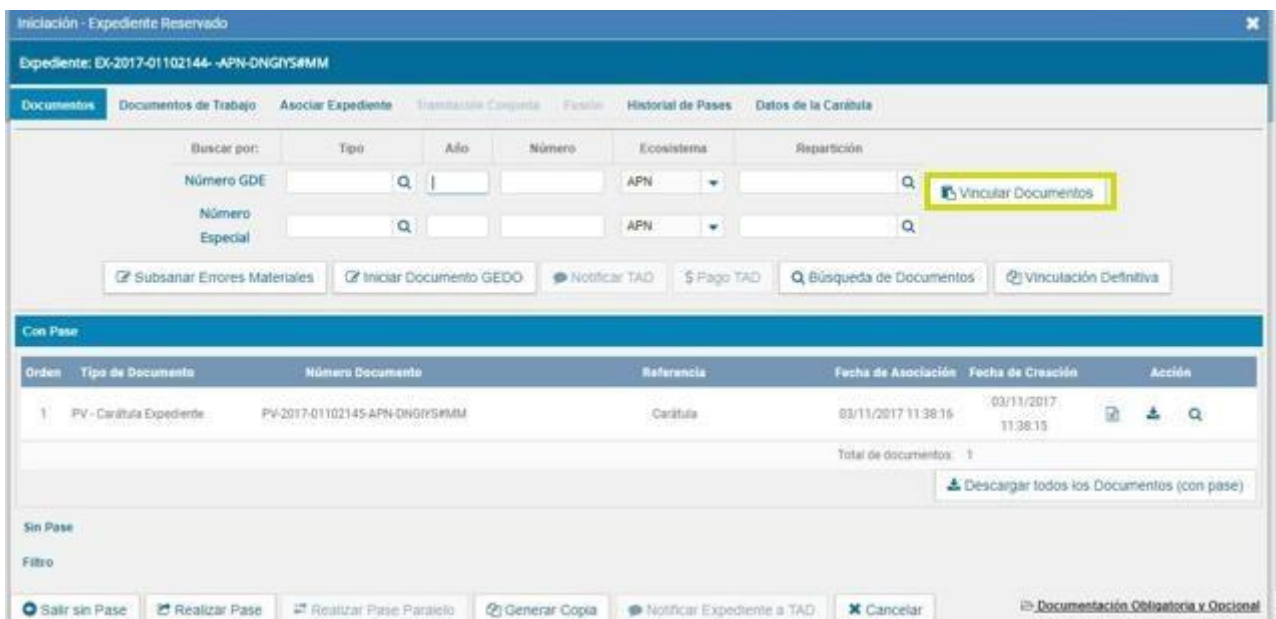 Iniciación - Expediente Reservado
Expediente: EX-2017-01102144- -APN-DNGIYS#MM
Documentos Documentos de Trabajo Asociar Expediente Tramitación Conjunta Fusión Historial de Pases Datos de la Carátula
Buscar por: Tipo Año Número Ecosistema Repartición
Número GDE APN
Vincular Documentos
Número
Especial APN
Subsanar Errores Materiales Iniciar Documento GEDO Notificar TAD $ Pago TAD Búsqueda de Documentos Vinculación Definitiva
Con Pase
Orden Tipo de Documento Número Documento Referencia Fecha de Asociación Fecha de Creación Acción
1 PV - Carátula Expediente PV-2017-01102145-APN-DNGIYS#MM Carátula 03/11/2017 11:38:16 03/11/2017
11:38:15
Total de documentos: 1
Descargar todos los Documentos (con pase)
Sin Pase
Filtro
Salir sin Pase Realizar Pase Realizar Pase Paralelo Generar Copia Notificar Expediente a TAD Cancelar Documentación Obligatoria y Opcional